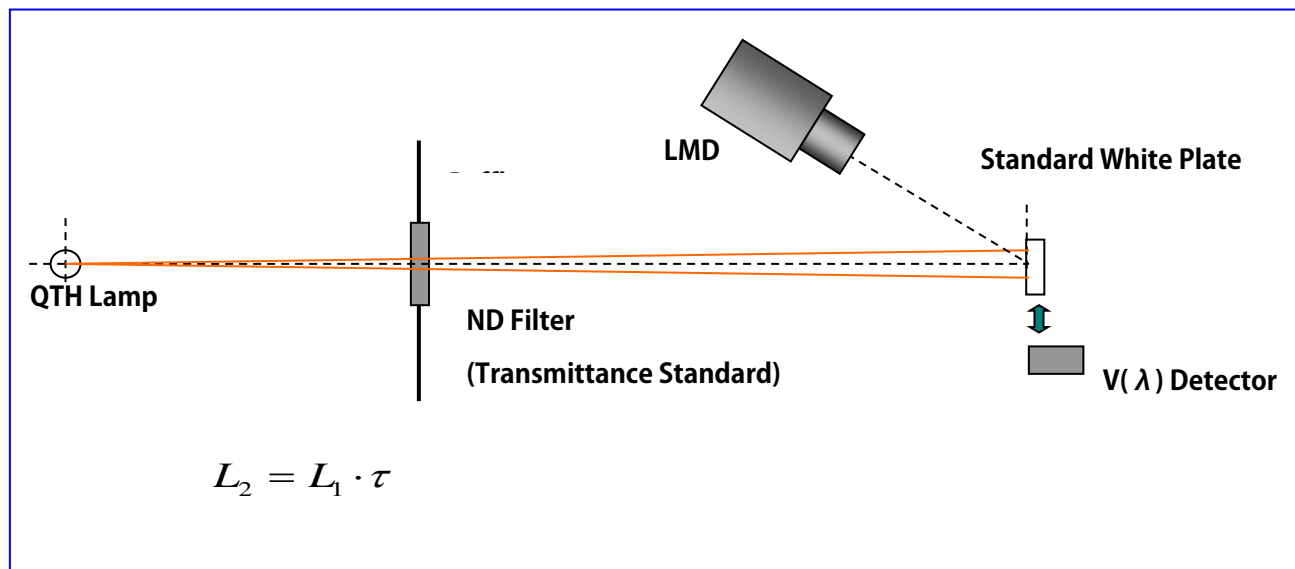 LMD
Standard White Plate
QTH Lamp
ND Filter
(Transmittance Standard)
V( λ ) Detector
L₂ = L₁ · τ